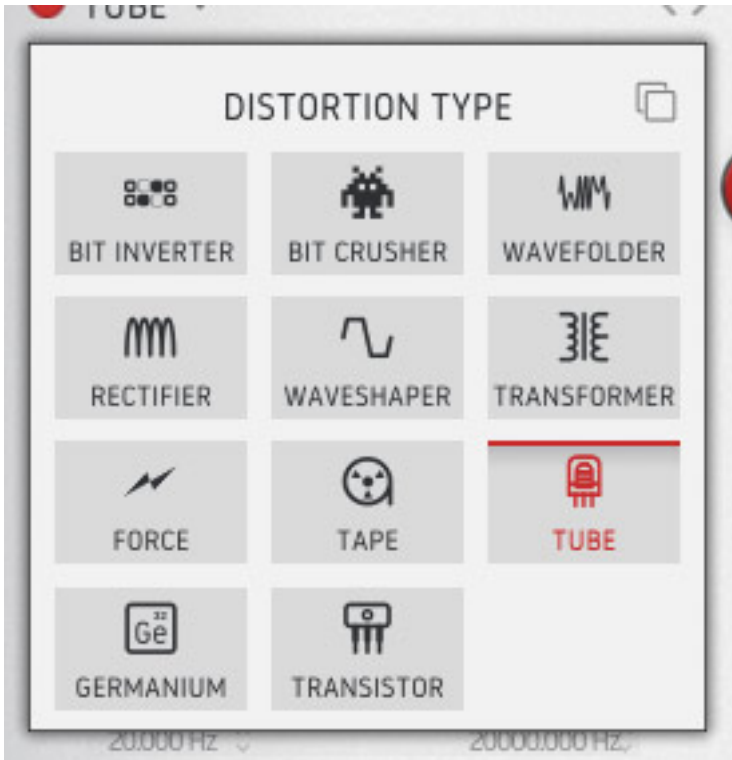 TUBE
DISTORTION TYPE
BIT INVERTER
BIT CRUSHER
WAVEFOLDER
RECTIFIER
WAVESHAPER
TRANSFORMER
FORCE
TAPE
TUBE
32
Ge
GERMANIUM
TRANSISTOR
20.000 Hz
20000.000 Hz